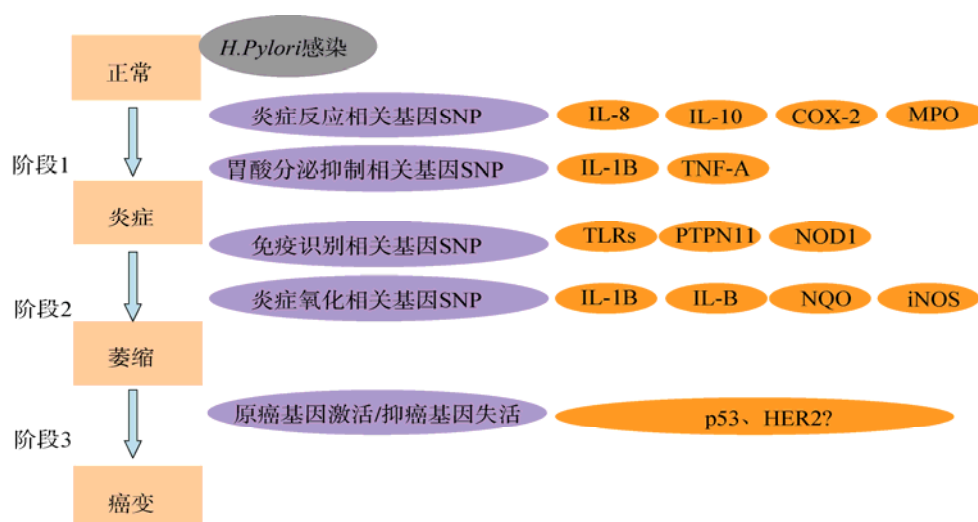 H.Pylori感染
正常
炎症反应相关基因SNP IL-8 IL-10 COX-2 MPO
阶段1
胃酸分泌抑制相关基因SNP IL-1B TNF-A
炎症
免疫识别相关基因SNP TLRs PTPN11 NOD1
阶段2
炎症氧化相关基因SNP IL-1B IL-B NQO iNOS
萎缩
原癌基因激活/抑癌基因失活 p53、HER2?
阶段3
癌变